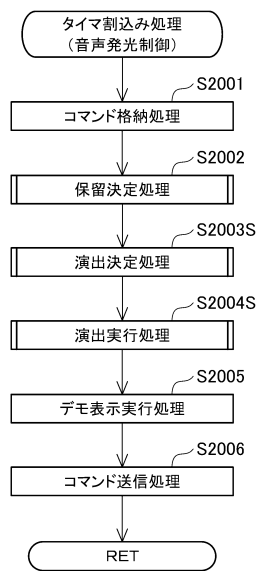 タイマ割込み処理
（音声発光制御）
S2001
コマンド格納処理
S2002
保留決定処理
S2003S
演出決定処理
S2004S
演出実行処理
S2005
デモ表示実行処理
S2006
コマンド送信処理
RET